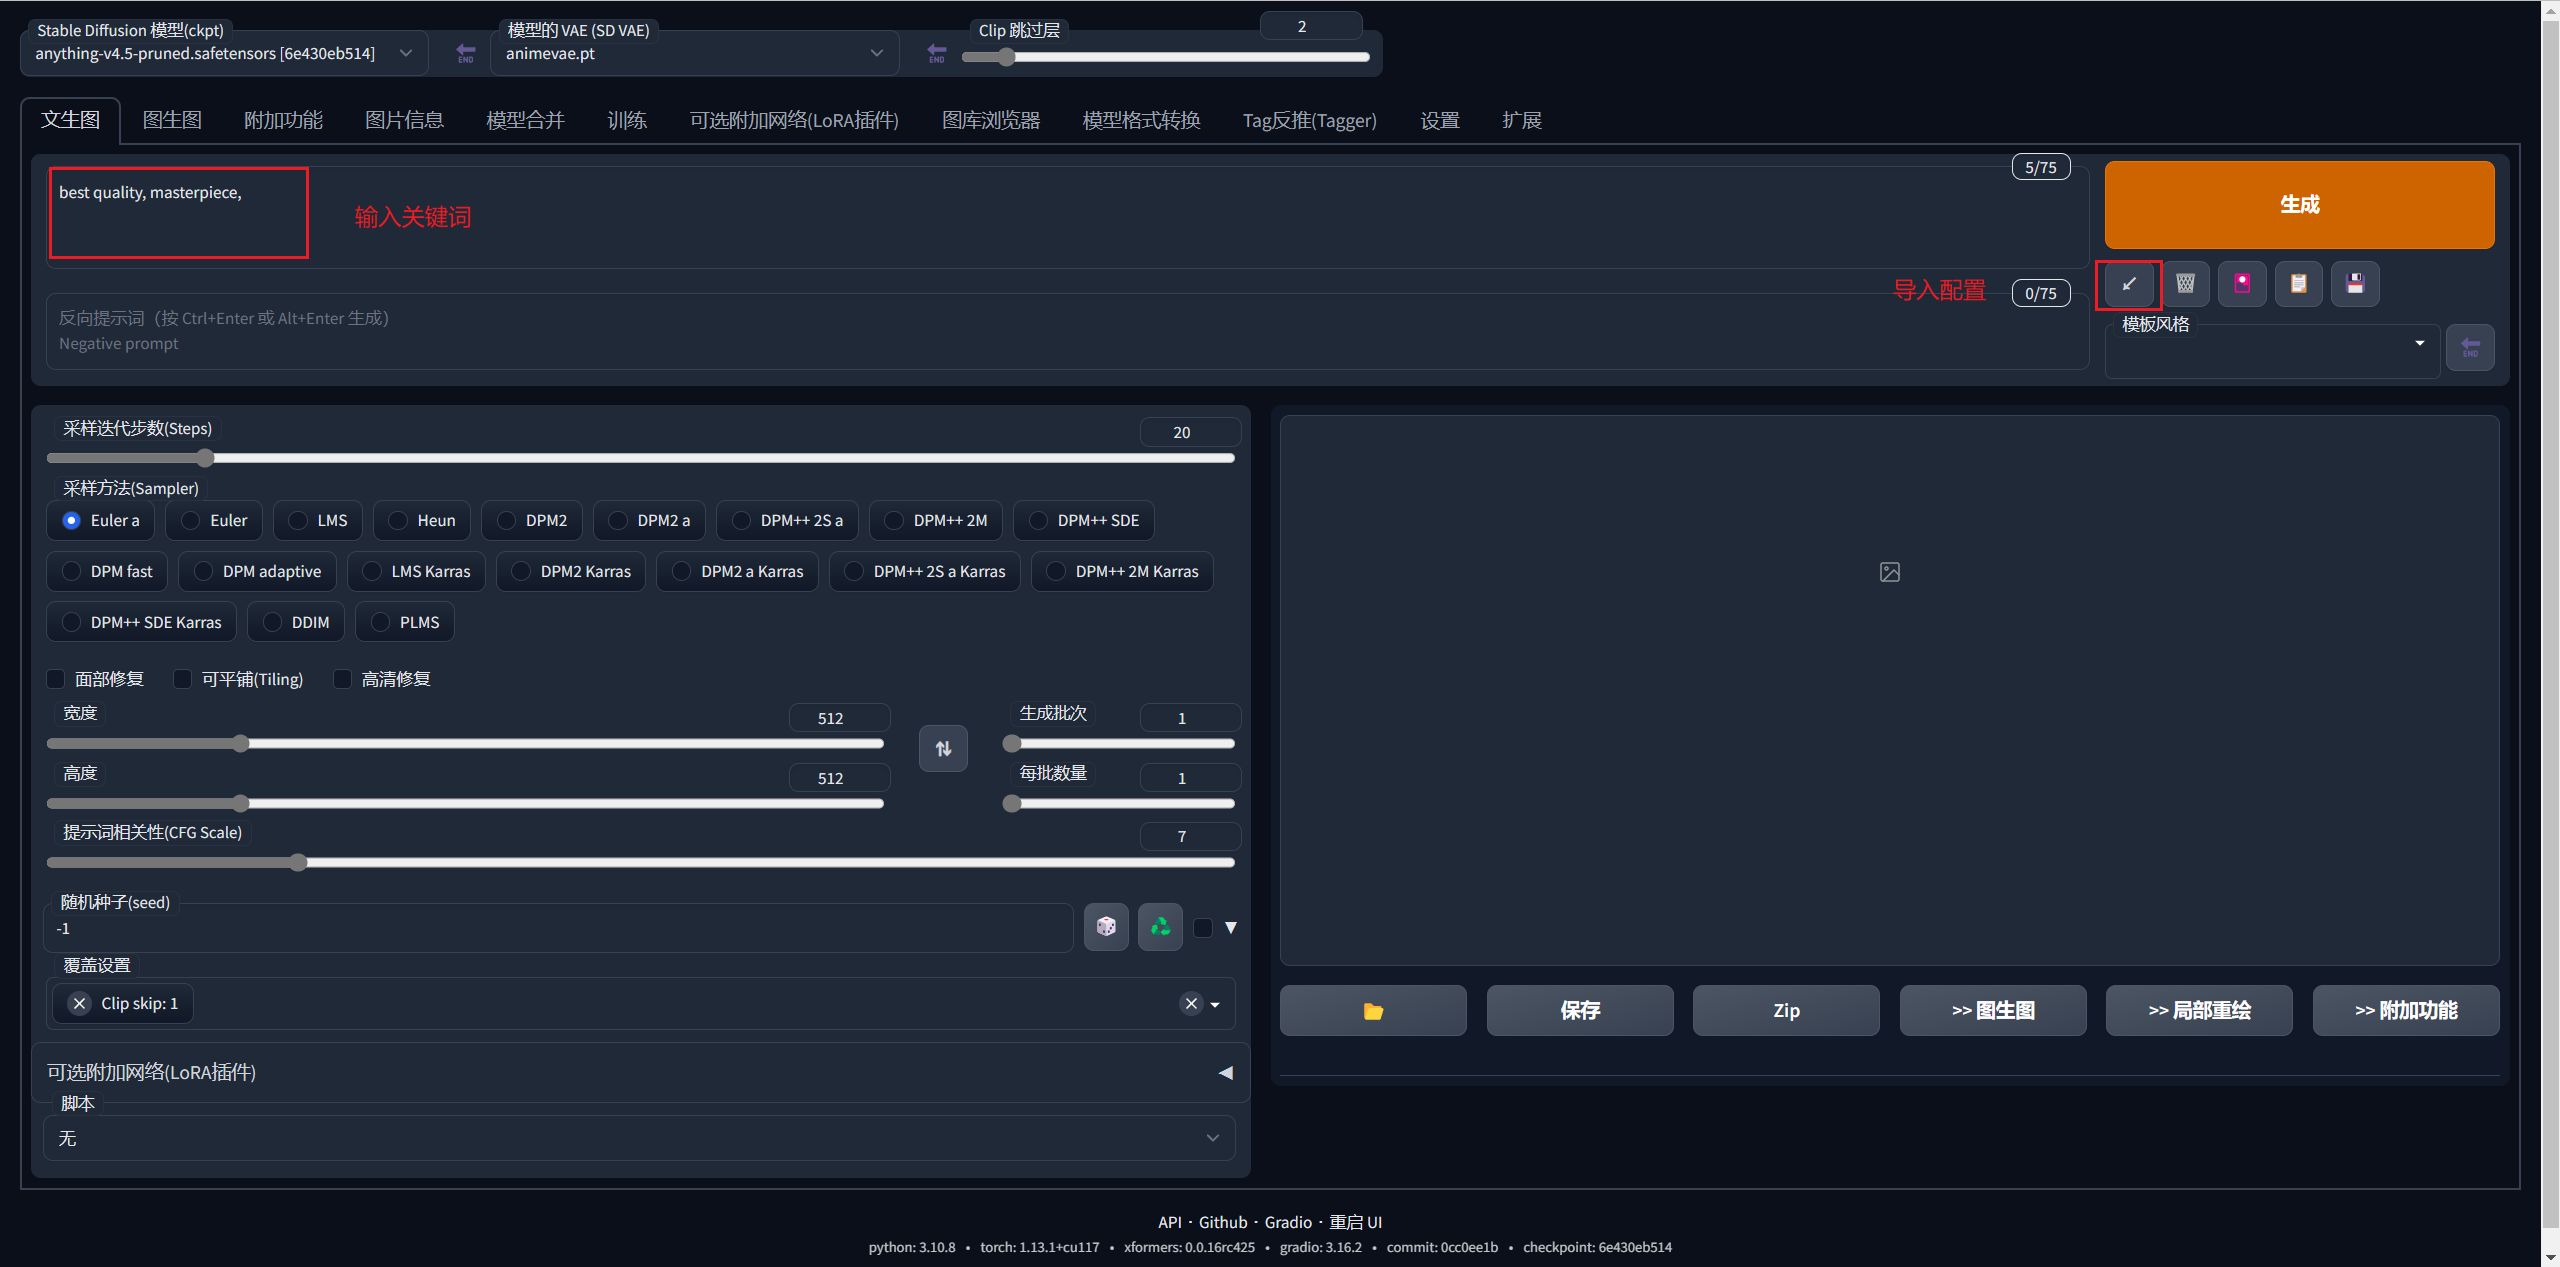 Stable Diffusion 模型(ckpt)
anything-v4.5-pruned.safetensors [6e430eb514]
END
模型的 VAE (SD VAE)
animevae.pt
END
Clip 跳过层
2
文生图
图生图
附加功能
图片信息
模型合并
训练
可选附加网络(LoRA插件)
图库浏览器
模型格式转换
Tag反推(Tagger)
设置
扩展
best quality, masterpiece,
输入关键词
5/75
生成
反向提示词（按 Ctrl+Enter 或 Alt+Enter 生成）
Negative prompt
导入配置
0/75
模板风格
END
采样迭代步数(Steps)
20
采样方法(Sampler)
Euler a
Euler
LMS
Heun
DPM2
DPM2 a
DPM++ 2S a
DPM++ 2M
DPM++ SDE
DPM fast
DPM adaptive
LMS Karras
DPM2 Karras
DPM2 a Karras
DPM++ 2S a Karras
DPM++ 2M Karras
DPM++ SDE Karras
DDIM
PLMS
面部修复
可平铺(Tiling)
高清修复
宽度
512
生成批次
1
高度
512
每批数量
1
提示词相关性(CFG Scale)
7
随机种子(seed)
-1
覆盖设置
Clip skip: 1
可选附加网络(LoRA插件)
脚本
无
保存
Zip
>> 图生图
>> 局部重绘
>> 附加功能
API · Github · Gradio · 重启 UI
python: 3.10.8 • torch: 1.13.1+cu117 • xformers: 0.0.16rc425 • gradio: 3.16.2 • commit: 0cc0ee1b • checkpoint: 6e430eb514